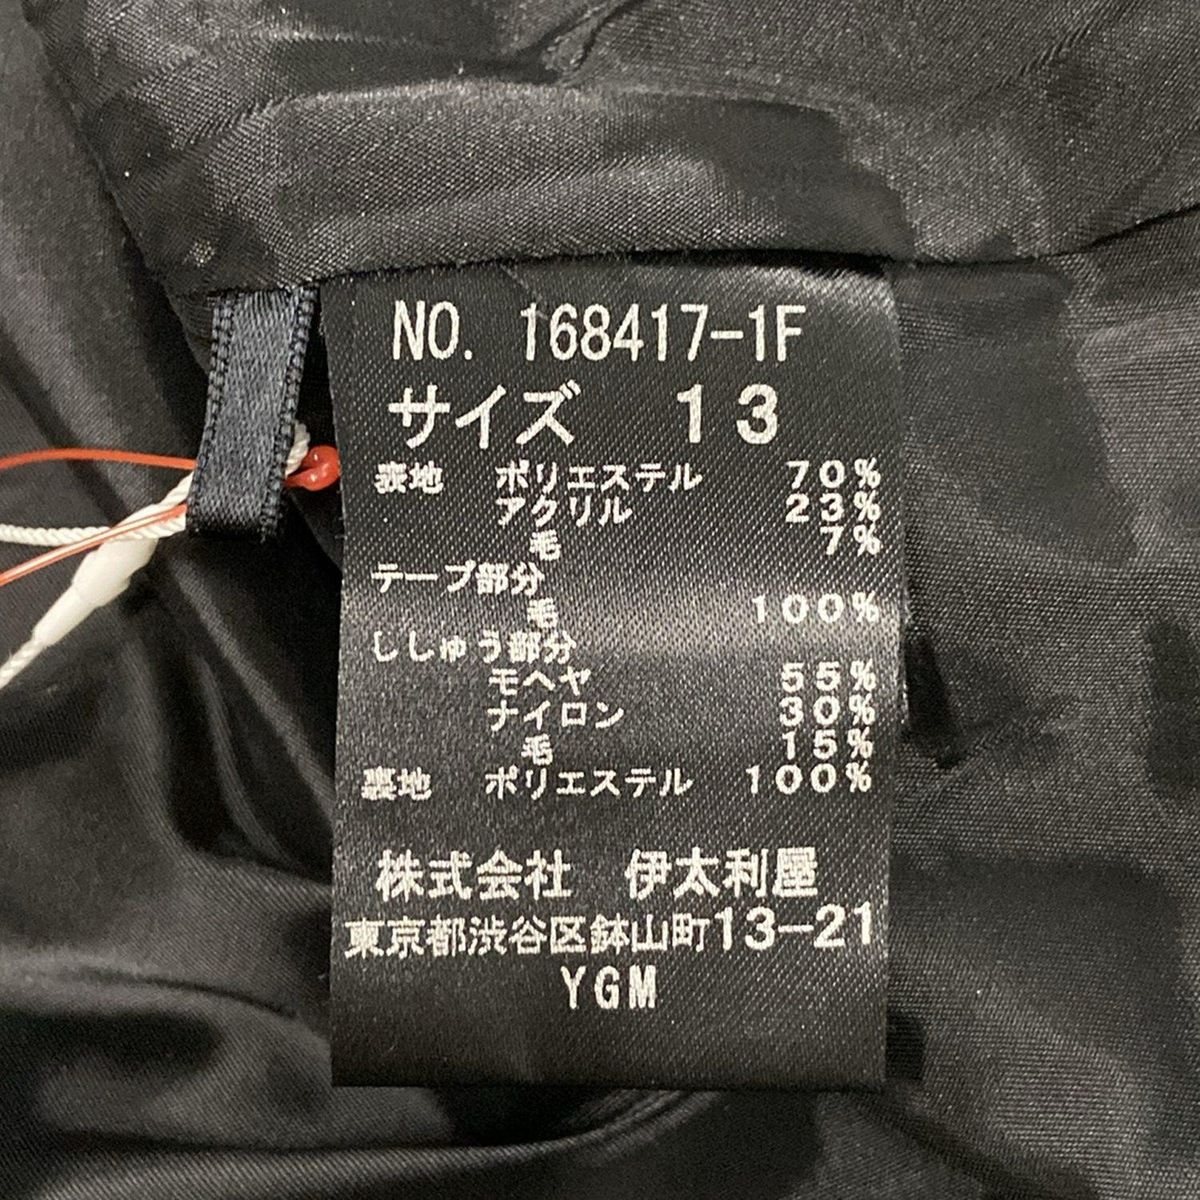 NO. 168417-1F
サイズ 13
表地 ポリエステル 70%
アクリル 23%
毛 7%
テープ部分
毛 100%
ししゅう部分
モヘヤ 55%
ナイロン 30%
毛 15%
裏地 ポリエステル 100%
株式会社 伊太利屋
東京都渋谷区鉢山町13-21
YGM